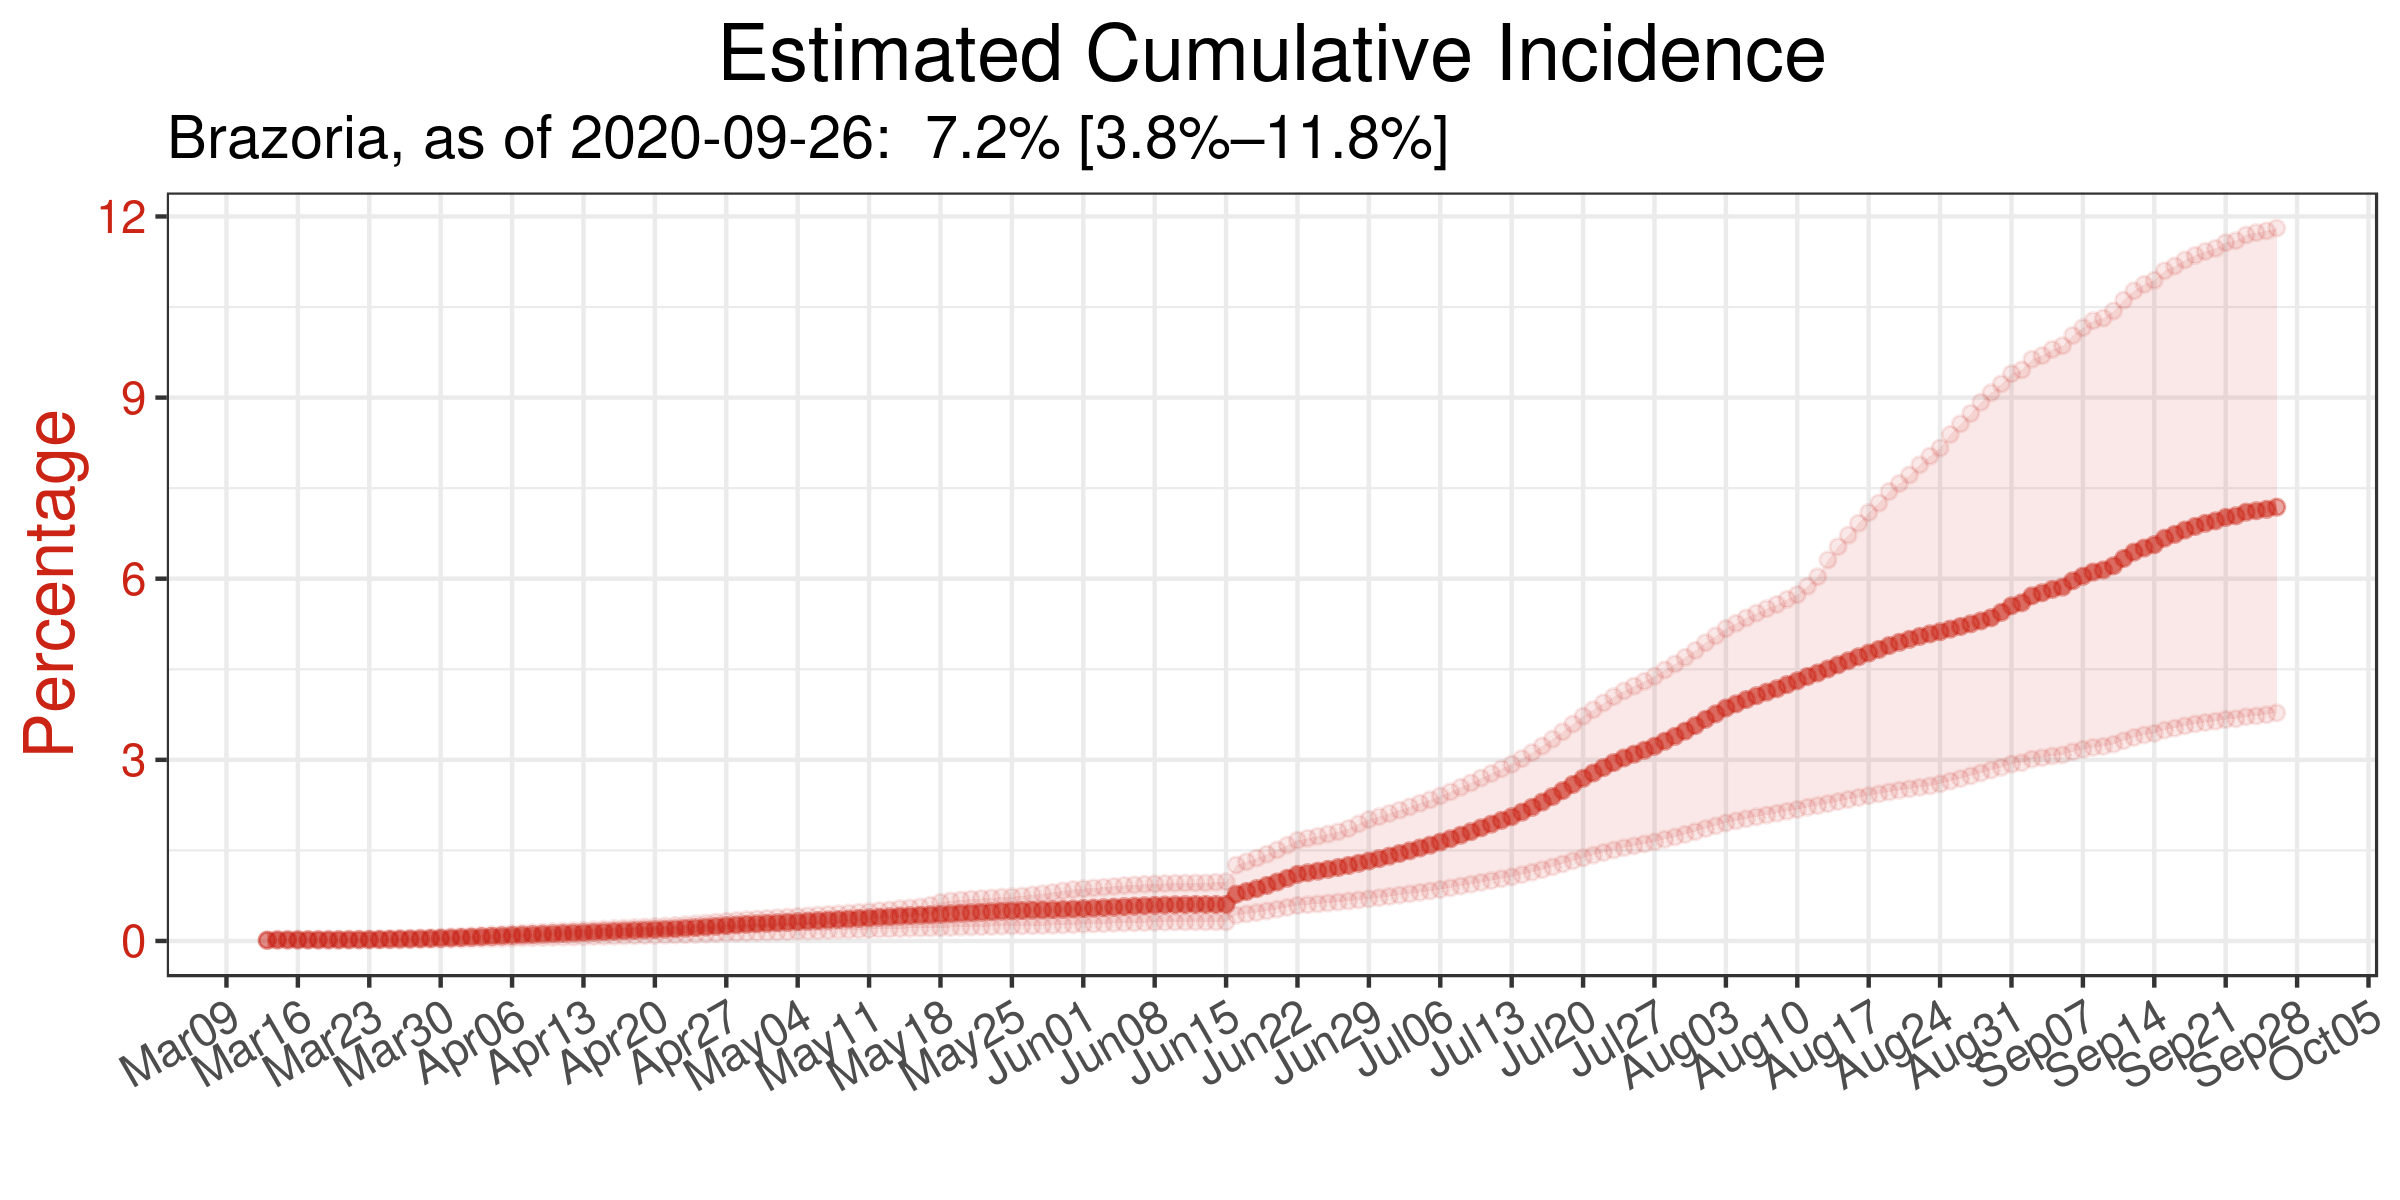 Estimated Cumulative Incidence
Brazoria, as of 2020-09-26:  7.2% [3.8%–11.8%]
Percentage
12
9
6
3
0
Mar09
Mar16
Mar23
Mar30
Apr06
Apr13
Apr20
Apr27
May04
May11
May18
May25
Jun01
Jun08
Jun15
Jun22
Jun29
Jul06
Jul13
Jul20
Jul27
Aug03
Aug10
Aug17
Aug24
Aug31
Sep07
Sep14
Sep21
Sep28
Oct05